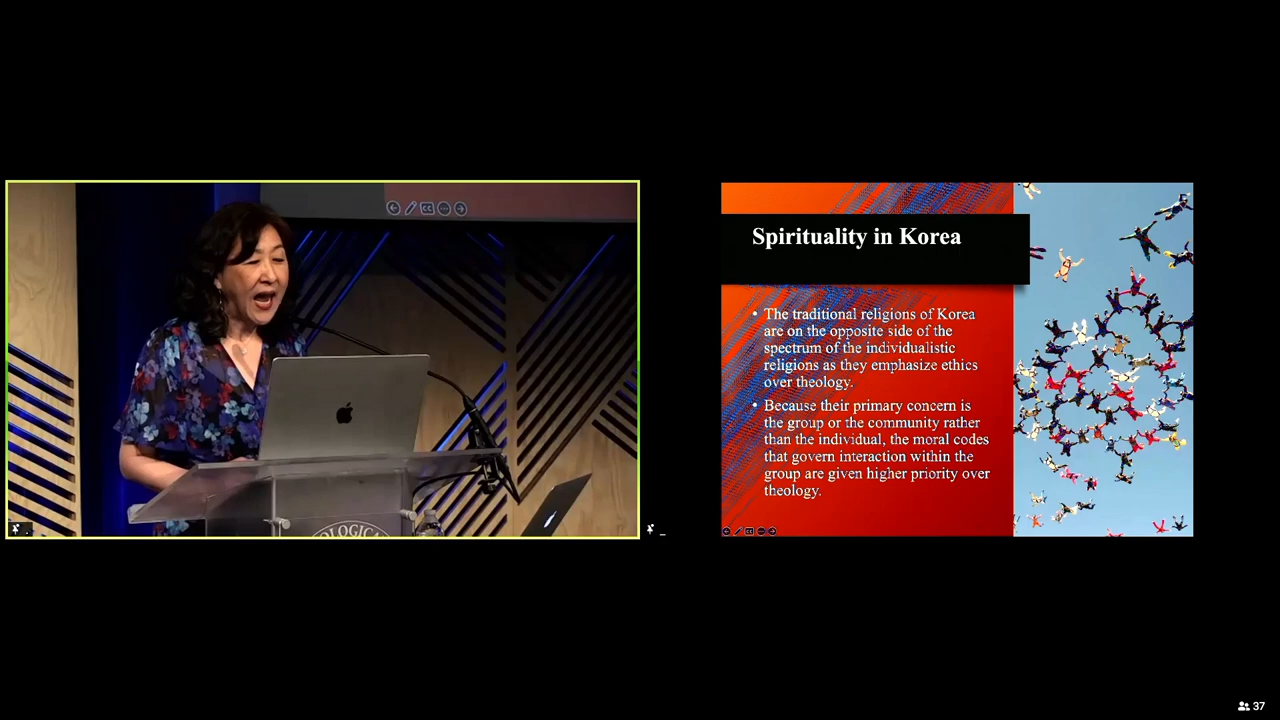 Spirituality in Korea
• The traditional religions of Korea
are on the opposite side of the
spectrum of the individualistic
religions as they emphasize ethics
over theology.
• Because their primary concern is
the group or the community rather
than the individual, the moral codes
that govern interaction within the
group are given higher priority over
theology.
OLOGICA
37